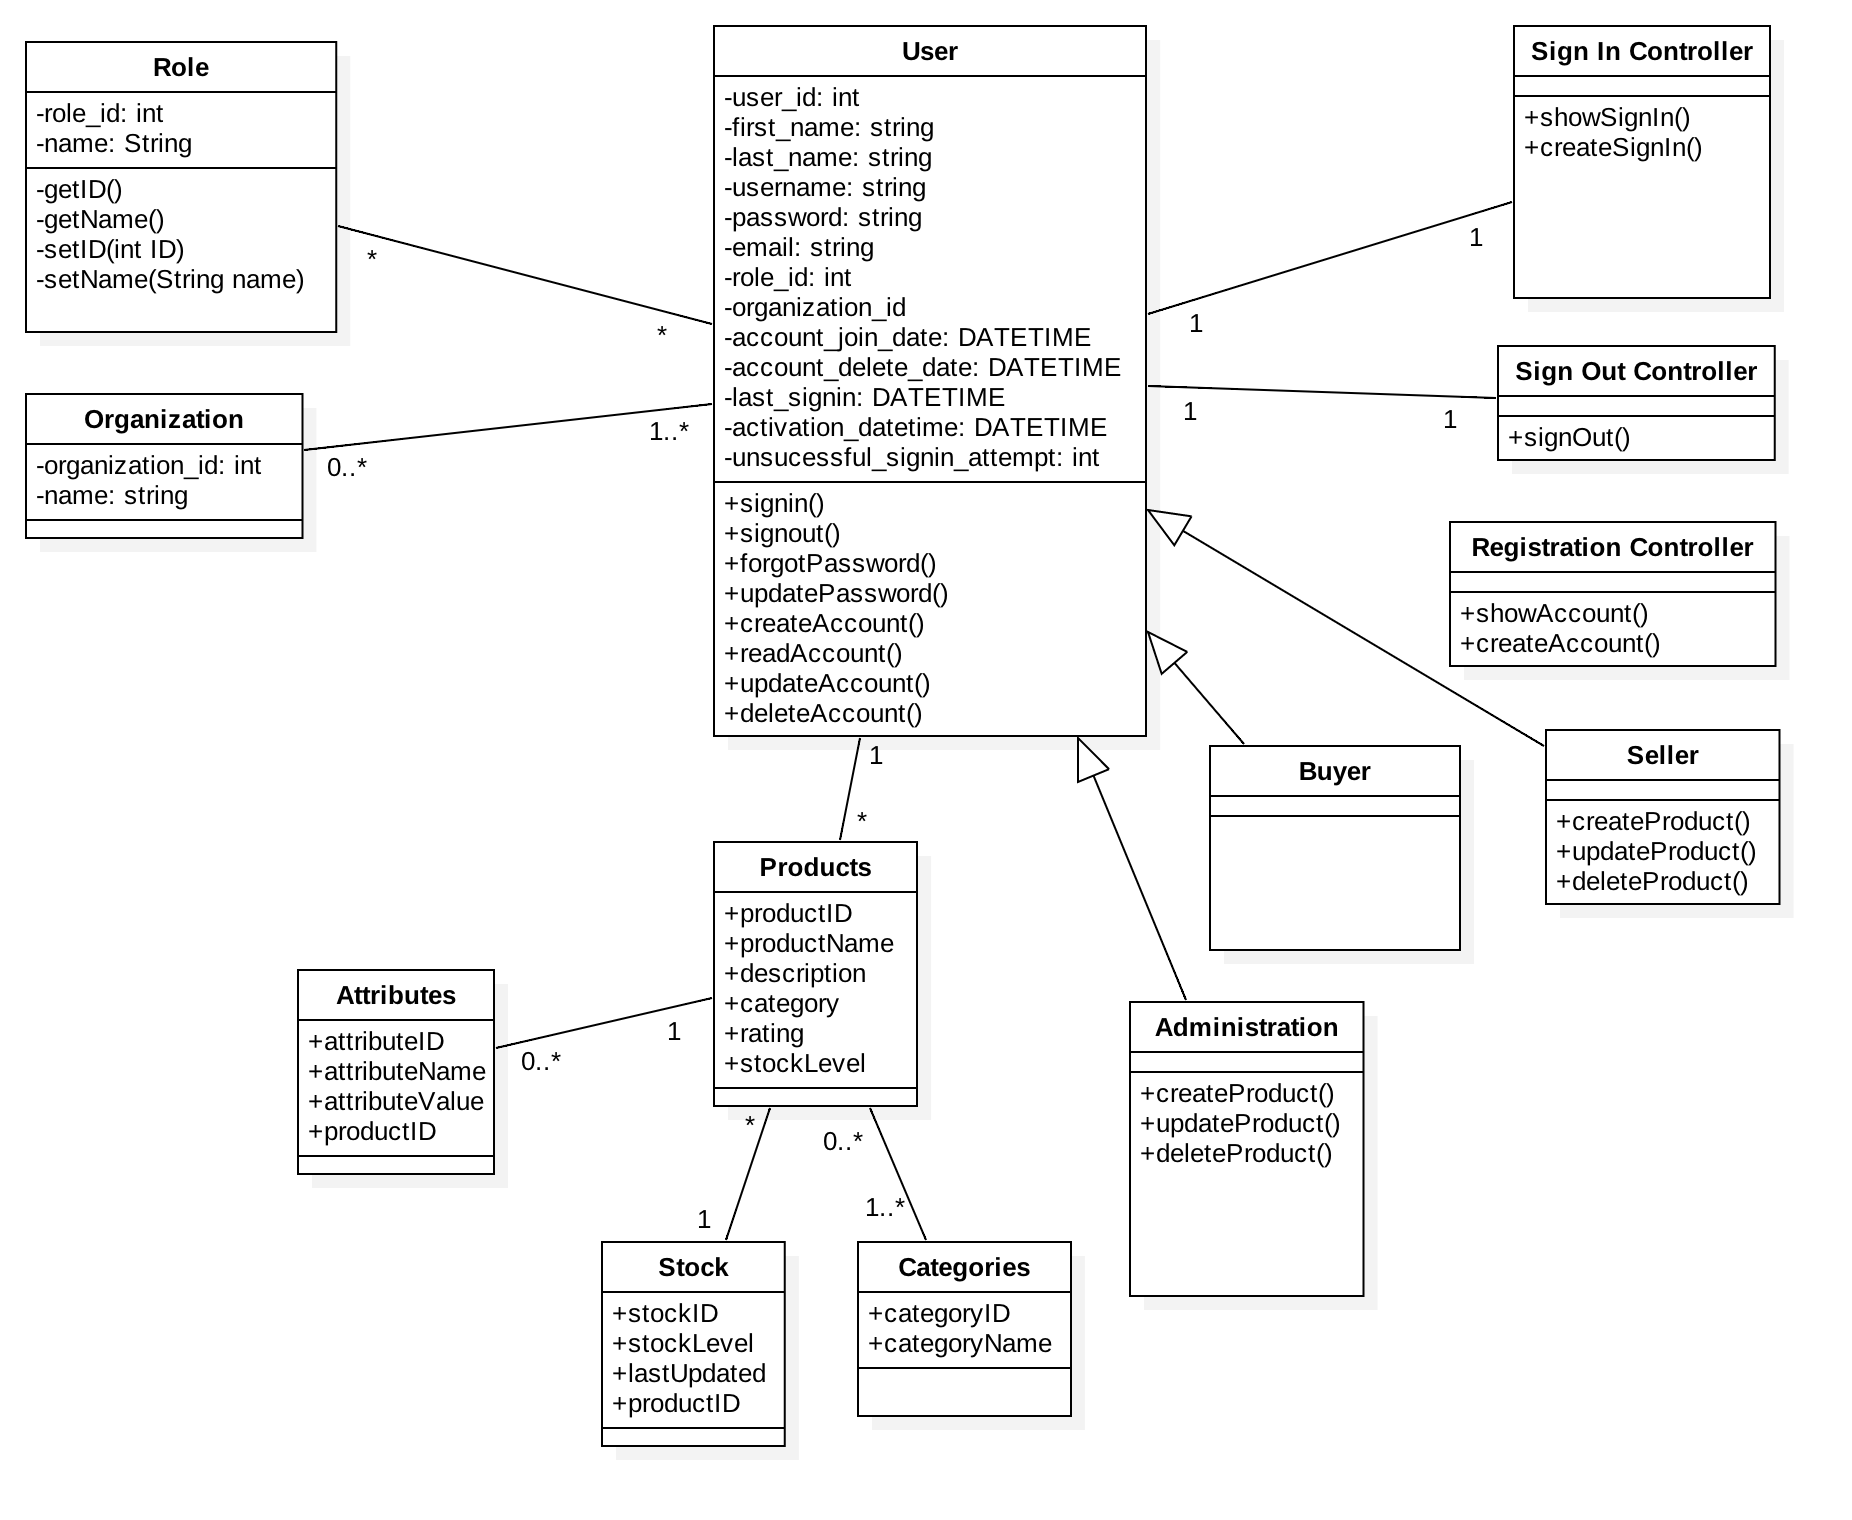 Role
-role_id: int
-name: String
-getID()
-getName()
-setID(int ID)
-setName(String name)
*
*
Organization
-organization_id: int
-name: string
0..*
1..*
User
-user_id: int
-first_name: string
-last_name: string
-username: string
-password: string
-email: string
-role_id: int
-organization_id
-account_join_date: DATETIME
-account_delete_date: DATETIME
-last_signin: DATETIME
-activation_datetime: DATETIME
-unsucessful_signin_attempt: int
+signin()
+signout()
+forgotPassword()
+updatePassword()
+createAccount()
+readAccount()
+updateAccount()
+deleteAccount()
Sign In Controller
+showSignIn()
+createSignIn()
1
1
Sign Out Controller
+signOut()
1
1
Registration Controller
+showAccount()
+createAccount()
Seller
+createProduct()
+updateProduct()
+deleteProduct()
Buyer
Administration
+createProduct()
+updateProduct()
+deleteProduct()
1
*
Products
+productID
+productName
+description
+category
+rating
+stockLevel
Attributes
+attributeID
+attributeName
+attributeValue
+productID
0..*
1
*
1
0..*
1..*
Stock
+stockID
+stockLevel
+lastUpdated
+productID
Categories
+categoryID
+categoryName